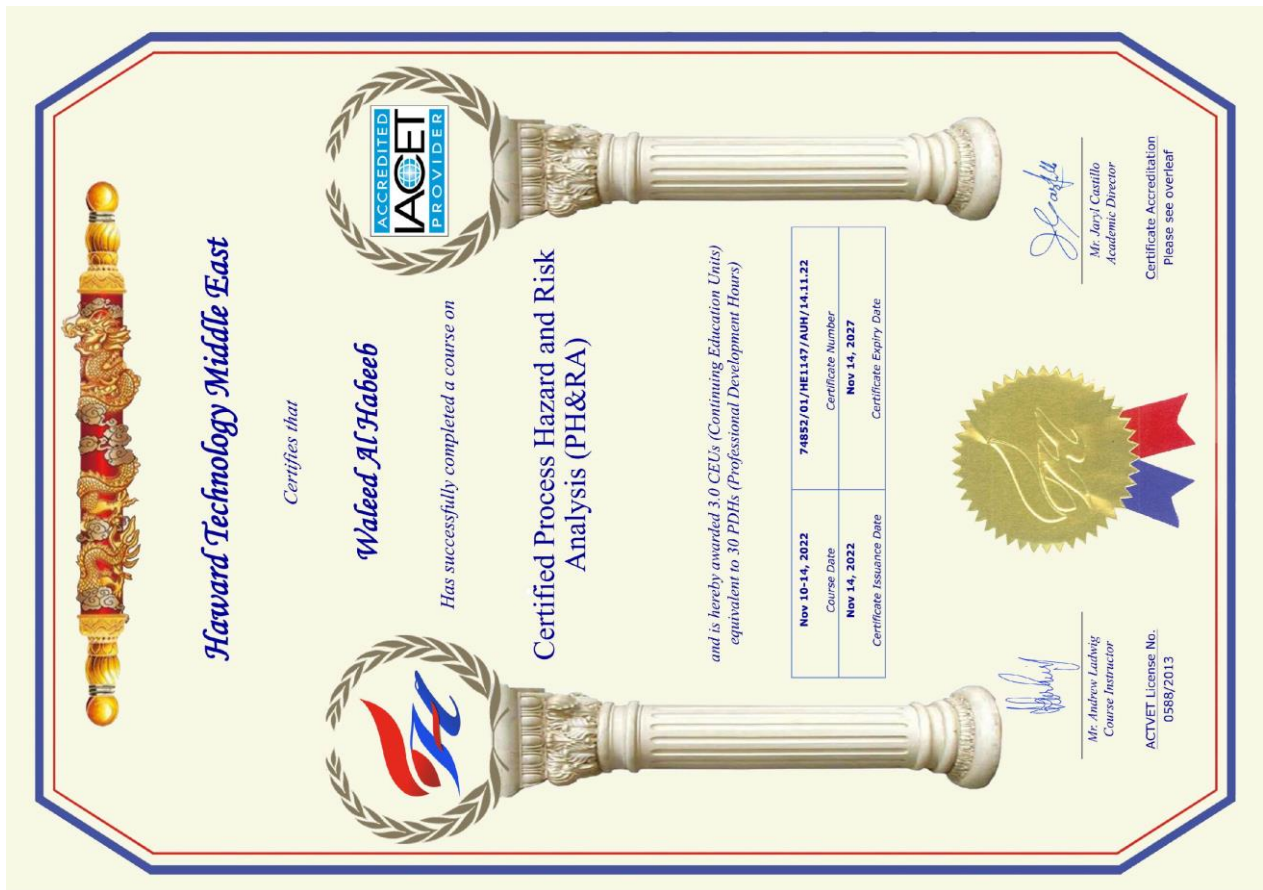 Haward Technology Middle East
Certifies that
Waleed Al Habeeb
Has successfully completed a course on
Certified Process Hazard and Risk
Analysis (PH&RA)
and is hereby awarded 3.0 CEUs (Continuing Education Units)
equivalent to 30 PDHs (Professional Development Hours)
ACCREDITED
IACET
PROVIDER
Nov 10-14, 2022
74852/01/HE1147/AUH/14.11.22
Course Date
Certificate Number
Nov 14, 2022
Nov 14, 2027
Certificate Issuance Date
Certificate Expiry Date
Mr. Andrew Ladwig
Course Instructor
ACTVET License No.
0588/2013
Mr. Jaryl Castillo
Academic Director
Certificate Accreditation
Please see overleaf